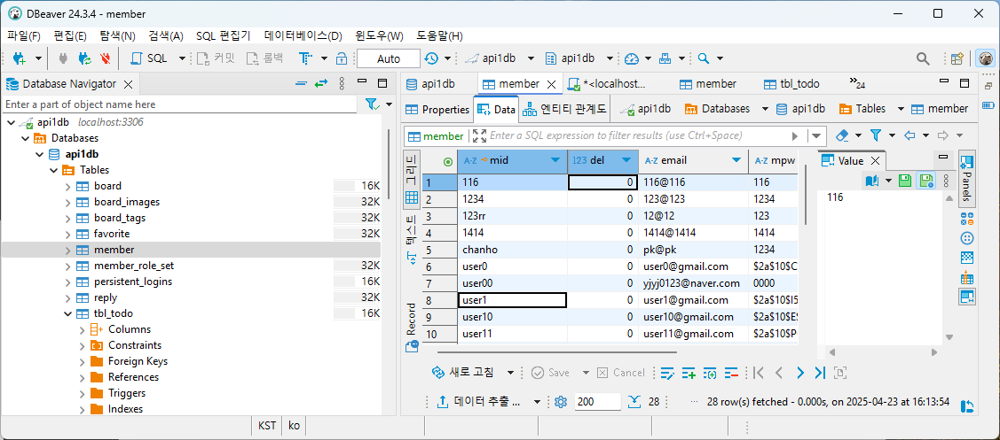 DBeaver 24.3.4 - member
파일(F) 편집(E) 탐색(N) 검색(A) SQL 편집기 데이터베이스(D) 윈도우(W) 도움말(H)
SQL 커밋 롤백 Auto api1db api1db
Database Navigator
Enter a part of object name here
api1db localhost:3306
Databases
api1db
Tables
board 16K
board_images 32K
board_tags 32K
favorite 32K
member
member_role_set 32K
persistent_logins 16K
reply 32K
tbl_todo 16K
Columns
Constraints
Foreign Keys
References
Triggers
Indexes
api1db member *<localhost... member tbl_todo »24
Properties Data 엔티티 관계도 api1db Databases api1db Tables member
member Enter a SQL expression to filter results (use Ctrl+Space)
그리드
텍스트
Record
A-Z mid 123 del A-Z email A-Z mpw
1 116 0 116@116 116
2 1234 0 123@123 1234
3 123rr 0 12@12 123
4 1414 0 1414@1414 1414
5 chanho 0 pk@pk 1234
6 user0 0 user0@gmail.com $2a$10$C
7 user00 0 yjyj0123@naver.com 0000
8 user1 0 user1@gmail.com $2a$10$I5
9 user10 0 user10@gmail.com $2a$10$E
10 user11 0 user11@gmail.com $2a$10$P
Value
116
Panels
새로 고침 Save Cancel
데이터 추출 ... 200 28 ... 28 row(s) fetched - 0.000s, on 2025-04-23 at 16:13:54
KST ko